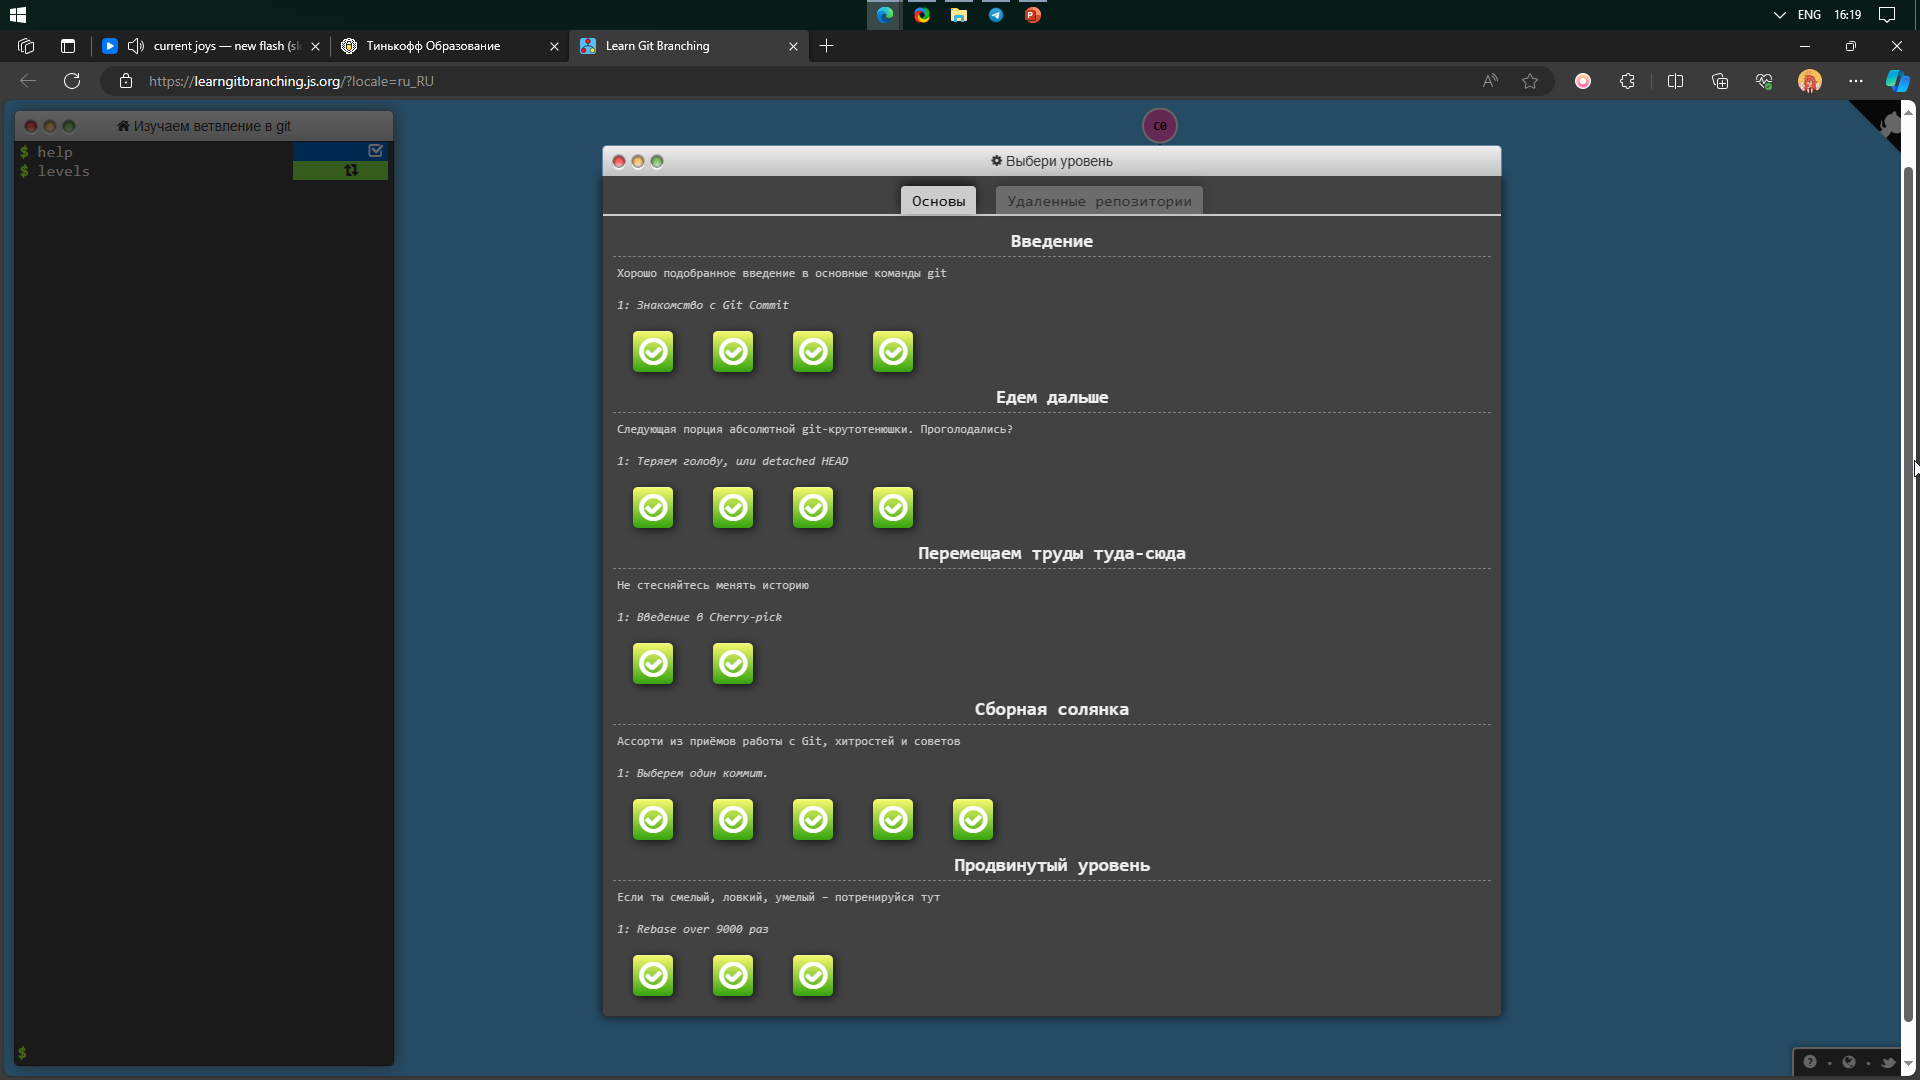 ENG 16:19
current joys — new flash (sl
Тинькофф Образование
Learn Git Branching
https://learngitbranching.js.org/?locale=ru_RU
Изучаем ветвление в git
$ help
$ levels
C0
Выбери уровень
Основы
Удаленные репозитории
Введение
Хорошо подобранное введение в основные команды git
1: Знакомство с Git Commit
Едем дальше
Следующая порция абсолютной git-крутотенюшки. Проголодались?
1: Теряем голову, или detached HEAD
Перемещаем труды туда-сюда
Не стесняйтесь менять историю
1: Введение в Cherry-pick
Сборная солянка
Ассорти из приёмов работы с Git, хитростей и советов
1: Выберем один коммит.
Продвинутый уровень
Если ты смелый, ловкий, умелый – потренируйся тут
1: Rebase over 9000 раз
$